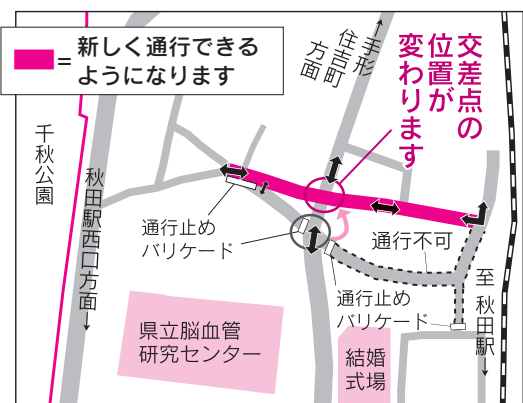 = 新しく通行できる
ようになります
交差点の
位置が
変わります
↑手形
住吉町
方面
千秋公園
秋田駅西口方面→
通行止め
バリケード
通行不可
通行止め
バリケード
至 秋田駅→
県立脳血管
研究センター
結婚
式場